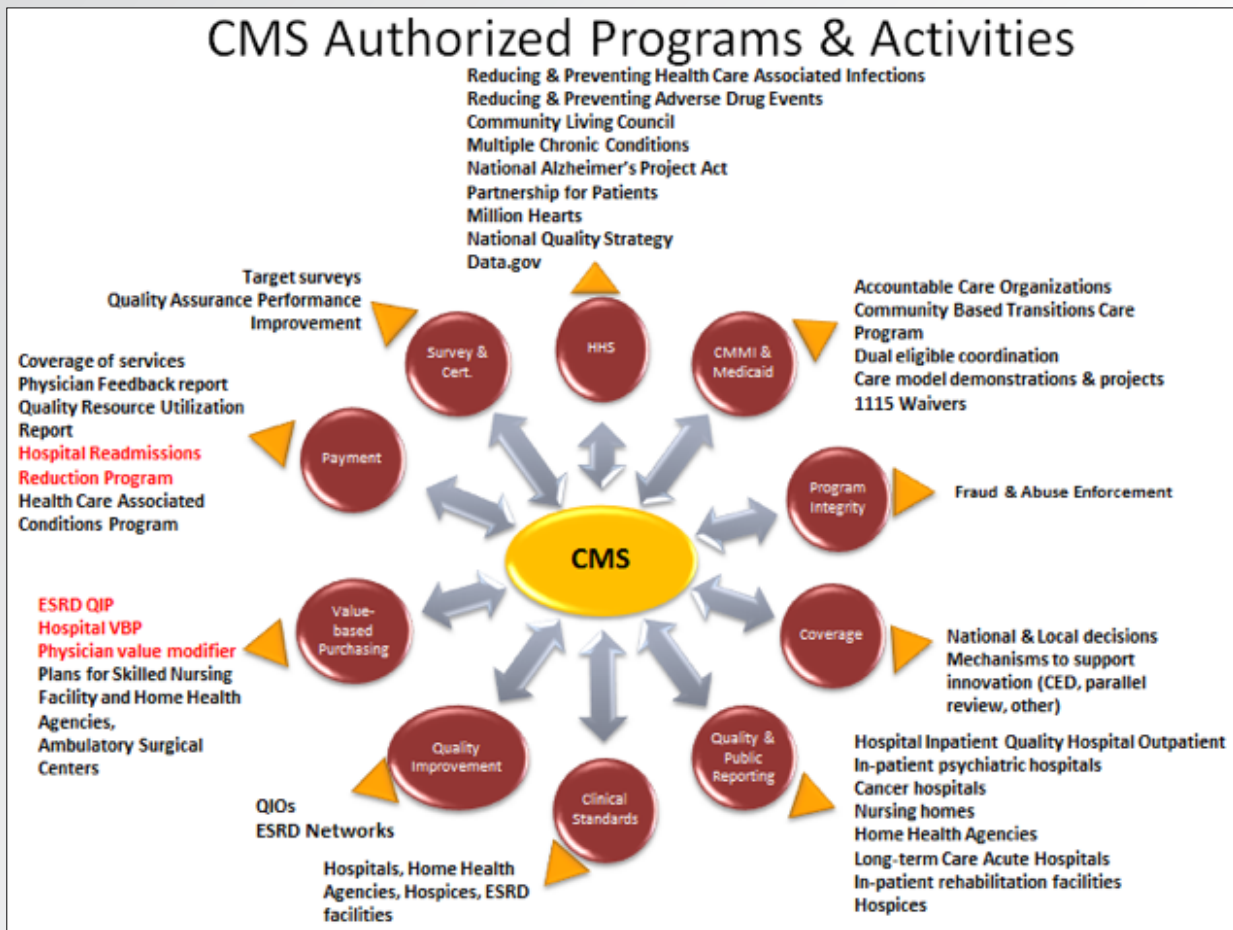 CMS Authorized Programs & Activities
Reducing & Preventing Health Care Associated Infections
Reducing & Preventing Adverse Drug Events
Community Living Council
Multiple Chronic Conditions
National Alzheimer's Project Act
Partnership for Patients
Million Hearts
National Quality Strategy
Data.gov
Target surveys
Quality Assurance Performance
Improvement
Survey &
Cert.
HHS
CMMI &
Medicaid
Accountable Care Organizations
Community Based Transitions Care
Program
Dual eligible coordination
Care model demonstrations & projects
1115 Waivers
Coverage of services
Physician Feedback report
Quality Resource Utilization
Report
Hospital Readmissions
Reduction Program
Health Care Associated
Conditions Program
Payment
Program
Integrity
Fraud & Abuse Enforcement
CMS
ESRD QIP
Hospital VBP
Physician value modifier
Plans for Skilled Nursing
Facility and Home Health
Agencies,
Ambulatory Surgical
Centers
Value-
based
Purchasing
Coverage
National & Local decisions
Mechanisms to support
innovation (CED, parallel
review, other)
Quality
Improvement
QIOs
ESRD Networks
Clinical
Standards
Hospitals, Home Health
Agencies, Hospices, ESRD
facilities
Quality &
Public
Reporting
Hospital Inpatient Quality Hospital Outpatient
In-patient psychiatric hospitals
Cancer hospitals
Nursing homes
Home Health Agencies
Long-term Care Acute Hospitals
In-patient rehabilitation facilities
Hospices